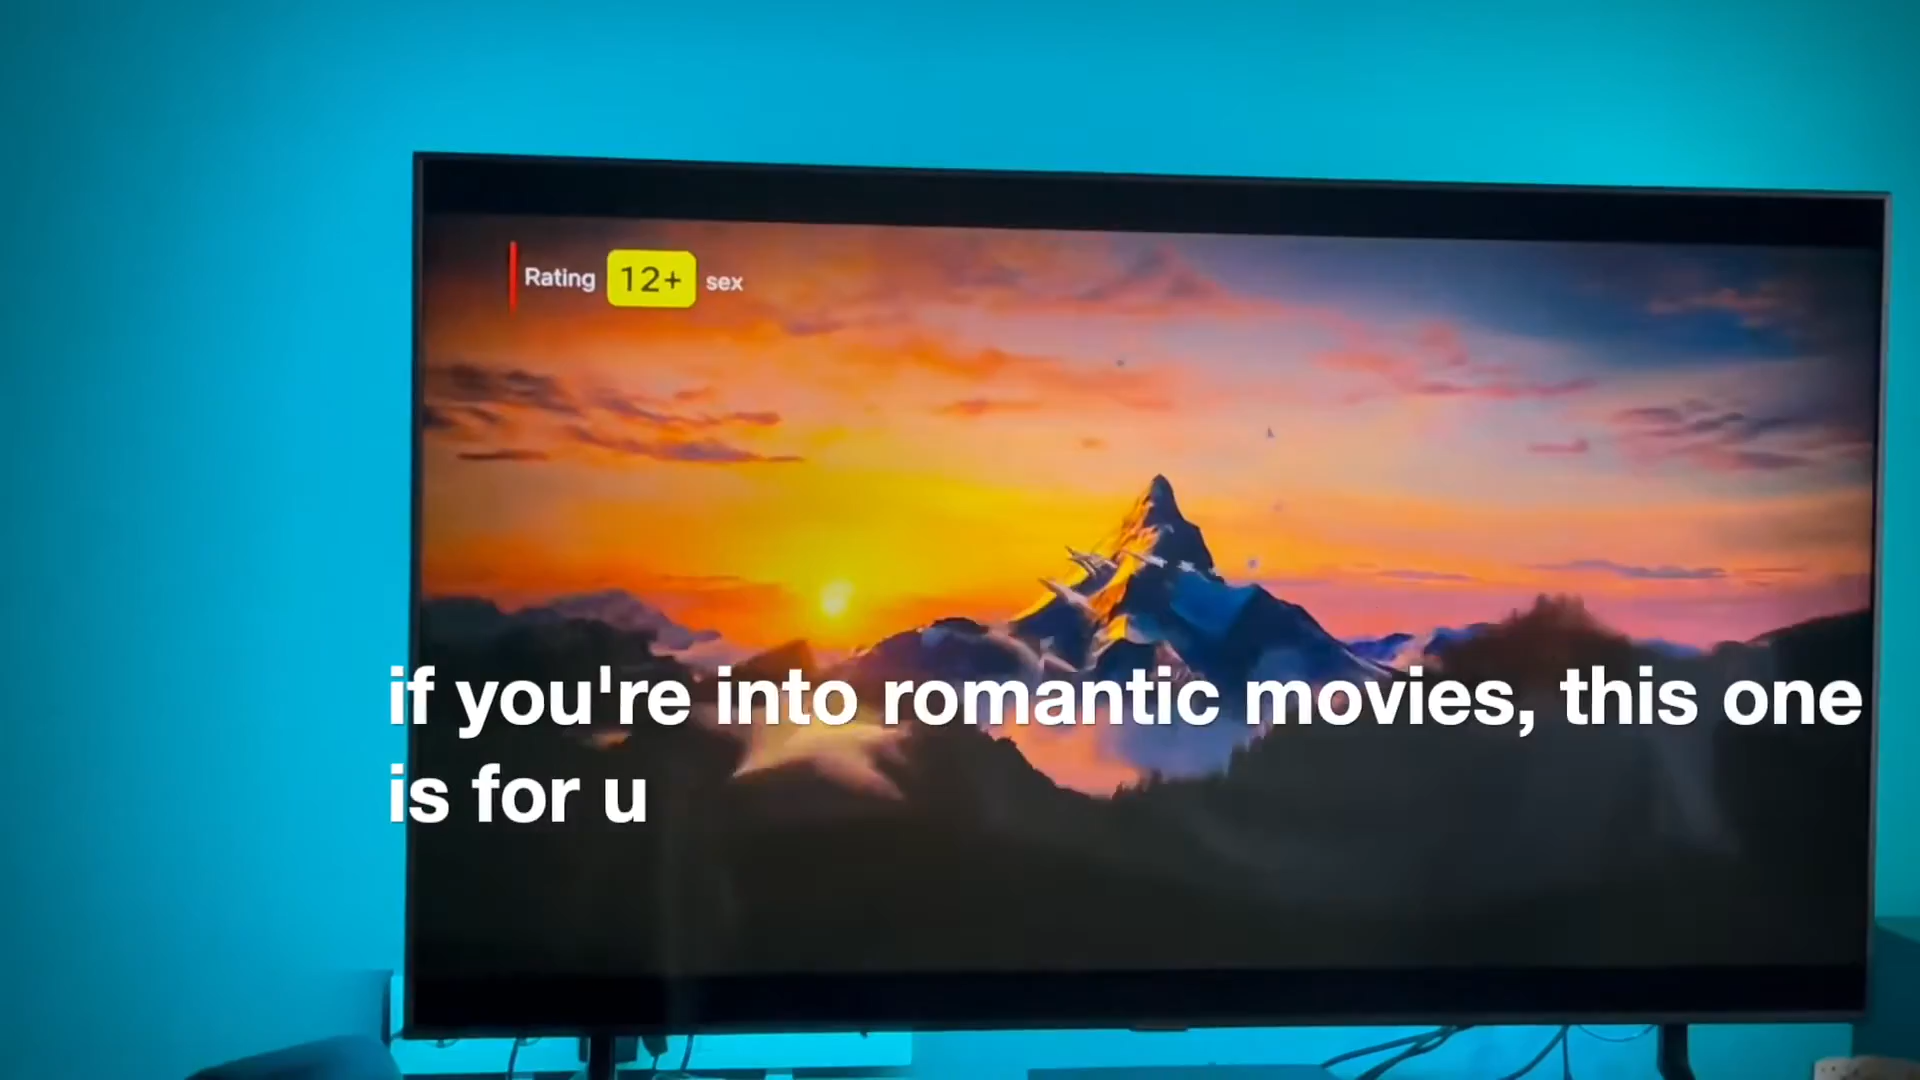 Rating 12+ sex
if you're into romantic movies, this one
is for u